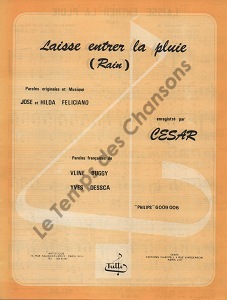 Laisse entrer la pluie
(Rain)
Paroles originales et Musique
JOSE et HILDA FELICIANO
enregistré par
CESAR
Paroles françaises de
VLINE BUGGY
YVES DESSCA
"PHILIPS" 6009 006
Le Temps des Chansons